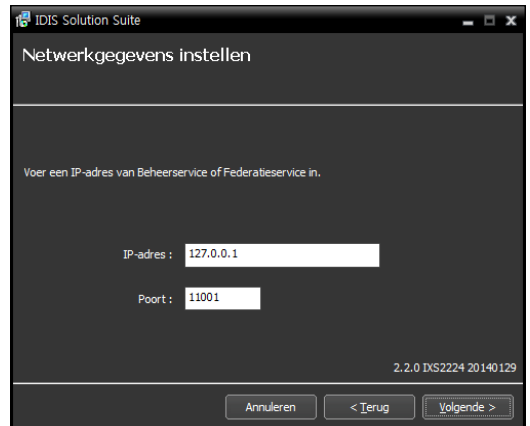 IDIS Solution Suite
Netwerkgegevens instellen
Voer een IP-adres van Beheerservice of Federatieservice in.
IP-adres : 127.0.0.1
Poort : 11001
2.2.0 IXS2224 20140129
Annuleren < Terug Volgende >